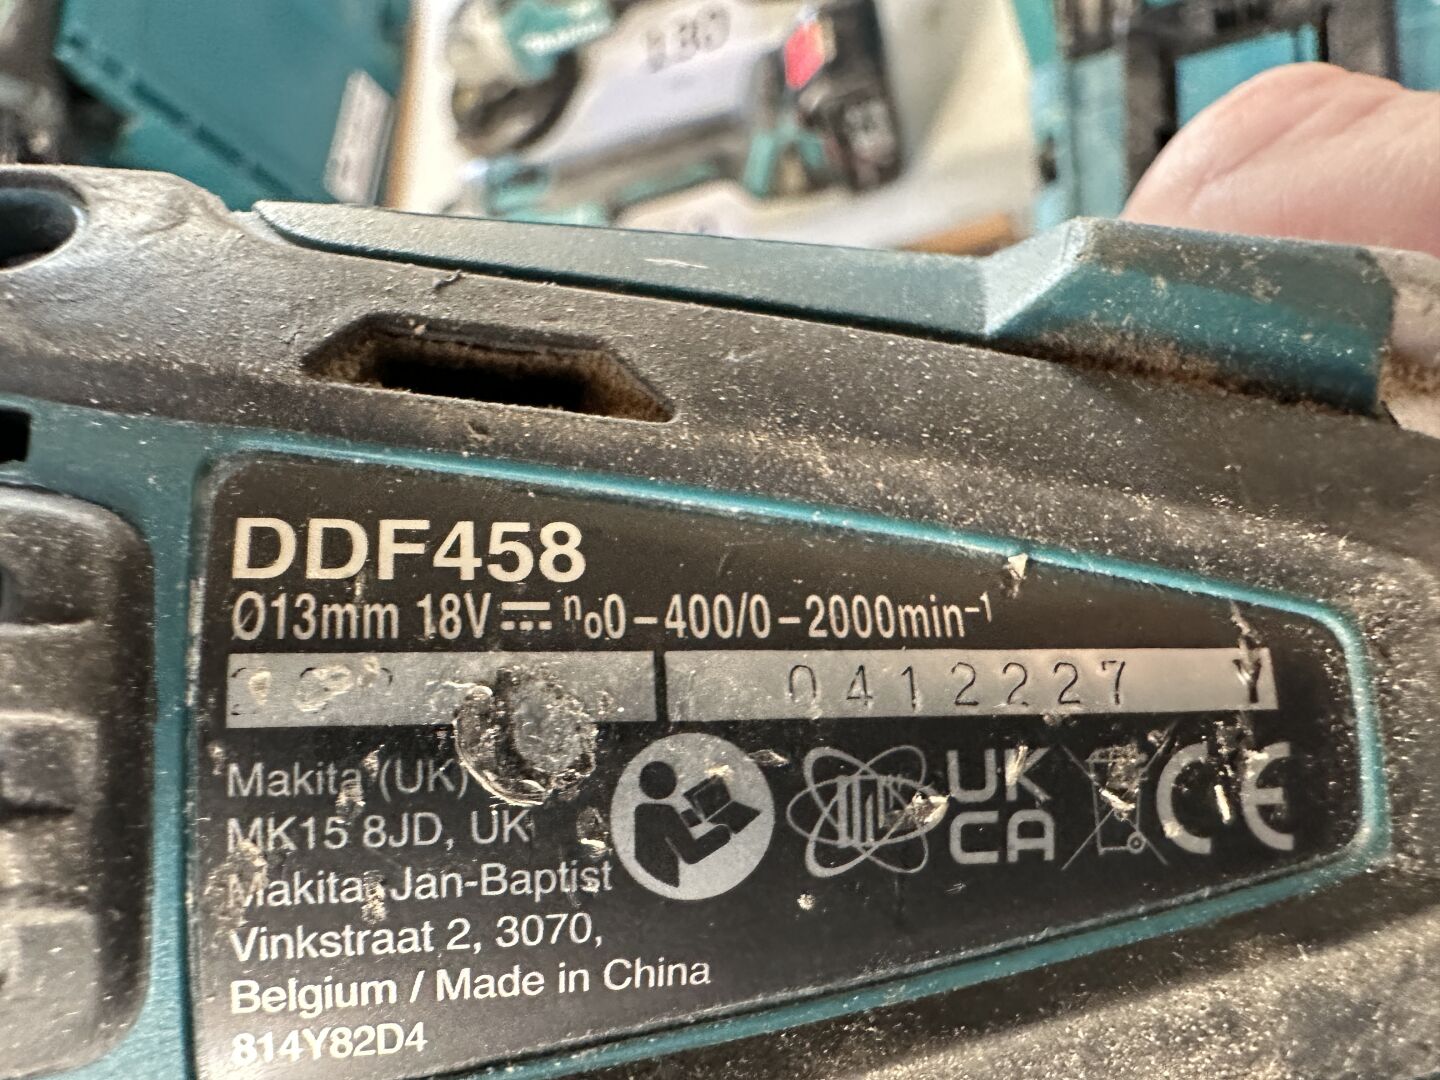 DDF458
Ø13mm 18V⎓ n₀0–400/0–2000min⁻¹
0412227 Y
Makita (UK)
MK15 8JD, UK
Makita, Jan-Baptist
Vinkstraat 2, 3070,
Belgium / Made in China
814Y82D4
UK
CA
CE